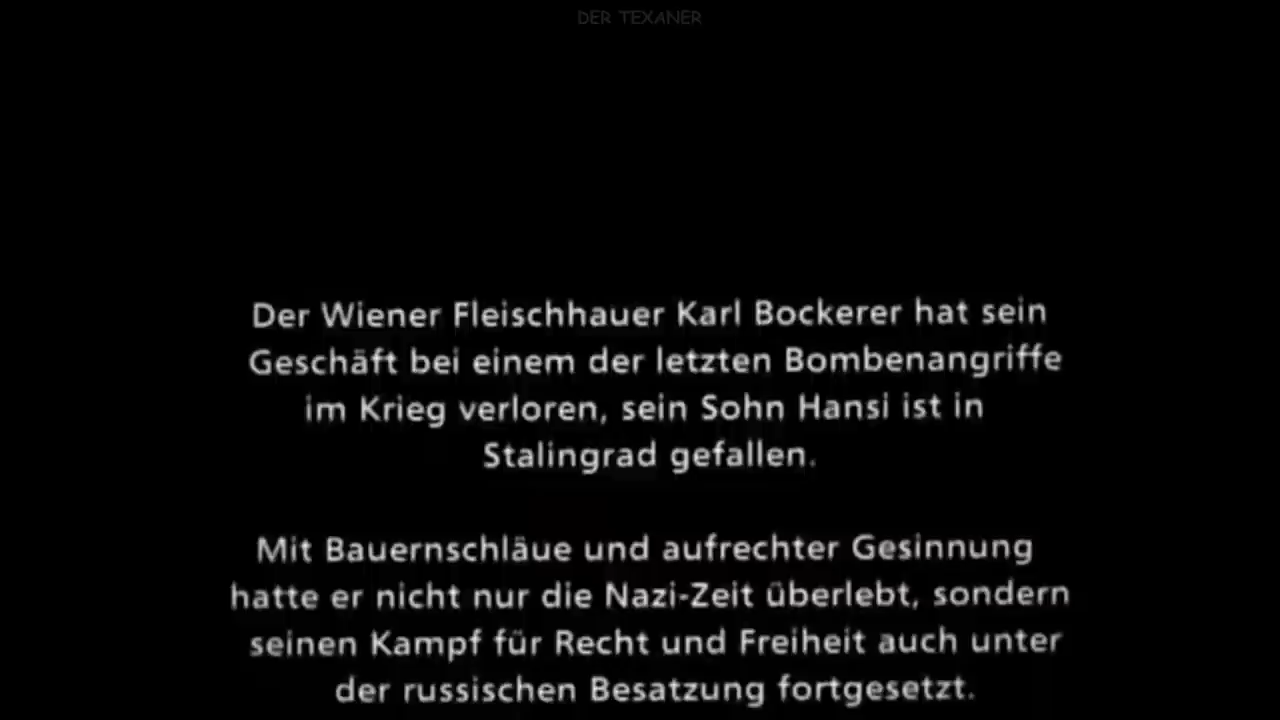 DER TEXANER
Der Wiener Fleischhauer Karl Bockerer hat sein
Geschäft bei einem der letzten Bombenangriffe
im Krieg verloren, sein Sohn Hansi ist in
Stalingrad gefallen.
Mit Bauernschläue und aufrechter Gesinnung
hatte er nicht nur die Nazi-Zeit überlebt, sondern
seinen Kampf für Recht und Freiheit auch unter
der russischen Besatzung fortgesetzt.